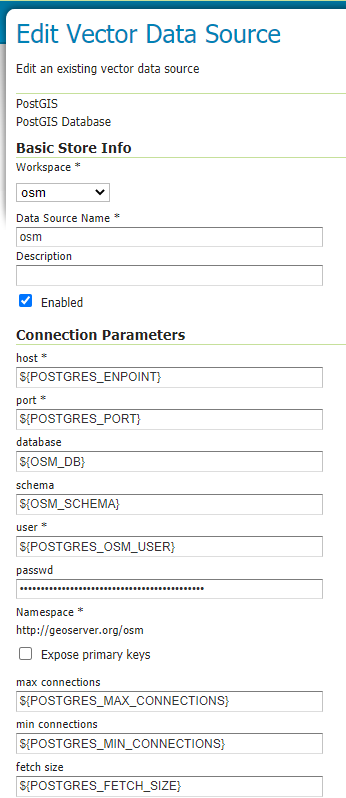 Edit Vector Data Source
Edit an existing vector data source
PostGIS
PostGIS Database
Basic Store Info
Workspace *
osm
Data Source Name *
osm
Description
Enabled
Connection Parameters
host *
${POSTGRES_ENPOINT}
port *
${POSTGRES_PORT}
database
${OSM_DB}
schema
${OSM_SCHEMA}
user *
${POSTGRES_OSM_USER}
passwd
••••••••••••••••••••••••••••••••••••••••••••
Namespace *
http://geoserver.org/osm
Expose primary keys
max connections
${POSTGRES_MAX_CONNECTIONS}
min connections
${POSTGRES_MIN_CONNECTIONS}
fetch size
${POSTGRES_FETCH_SIZE}